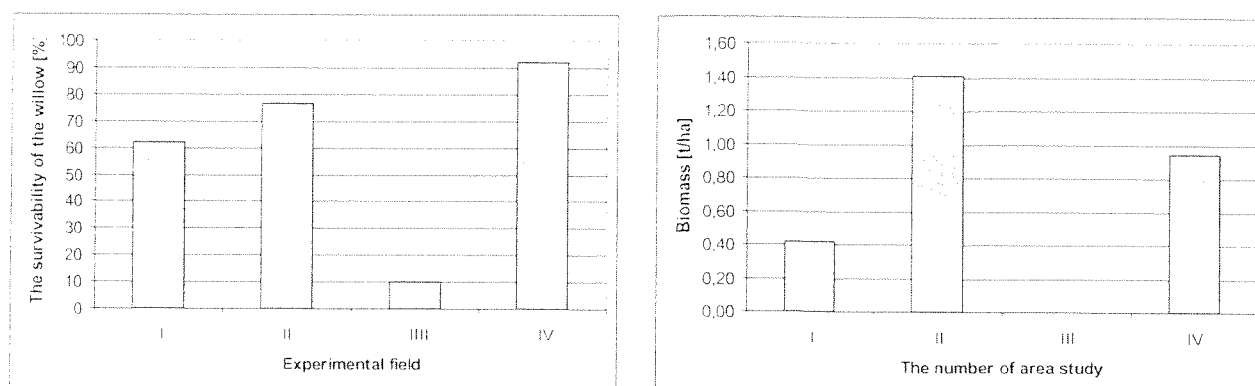 The survivability of the willow [%]
100
90
80
70
60
50
40
30
20
10
0
I
II
IIII
IV
Experimental field
Biomass [t/ha]
1,60
1,40
1,20
1,00
0,80
0,60
0,40
0,20
0,00
I
II
III
IV
The number of area study